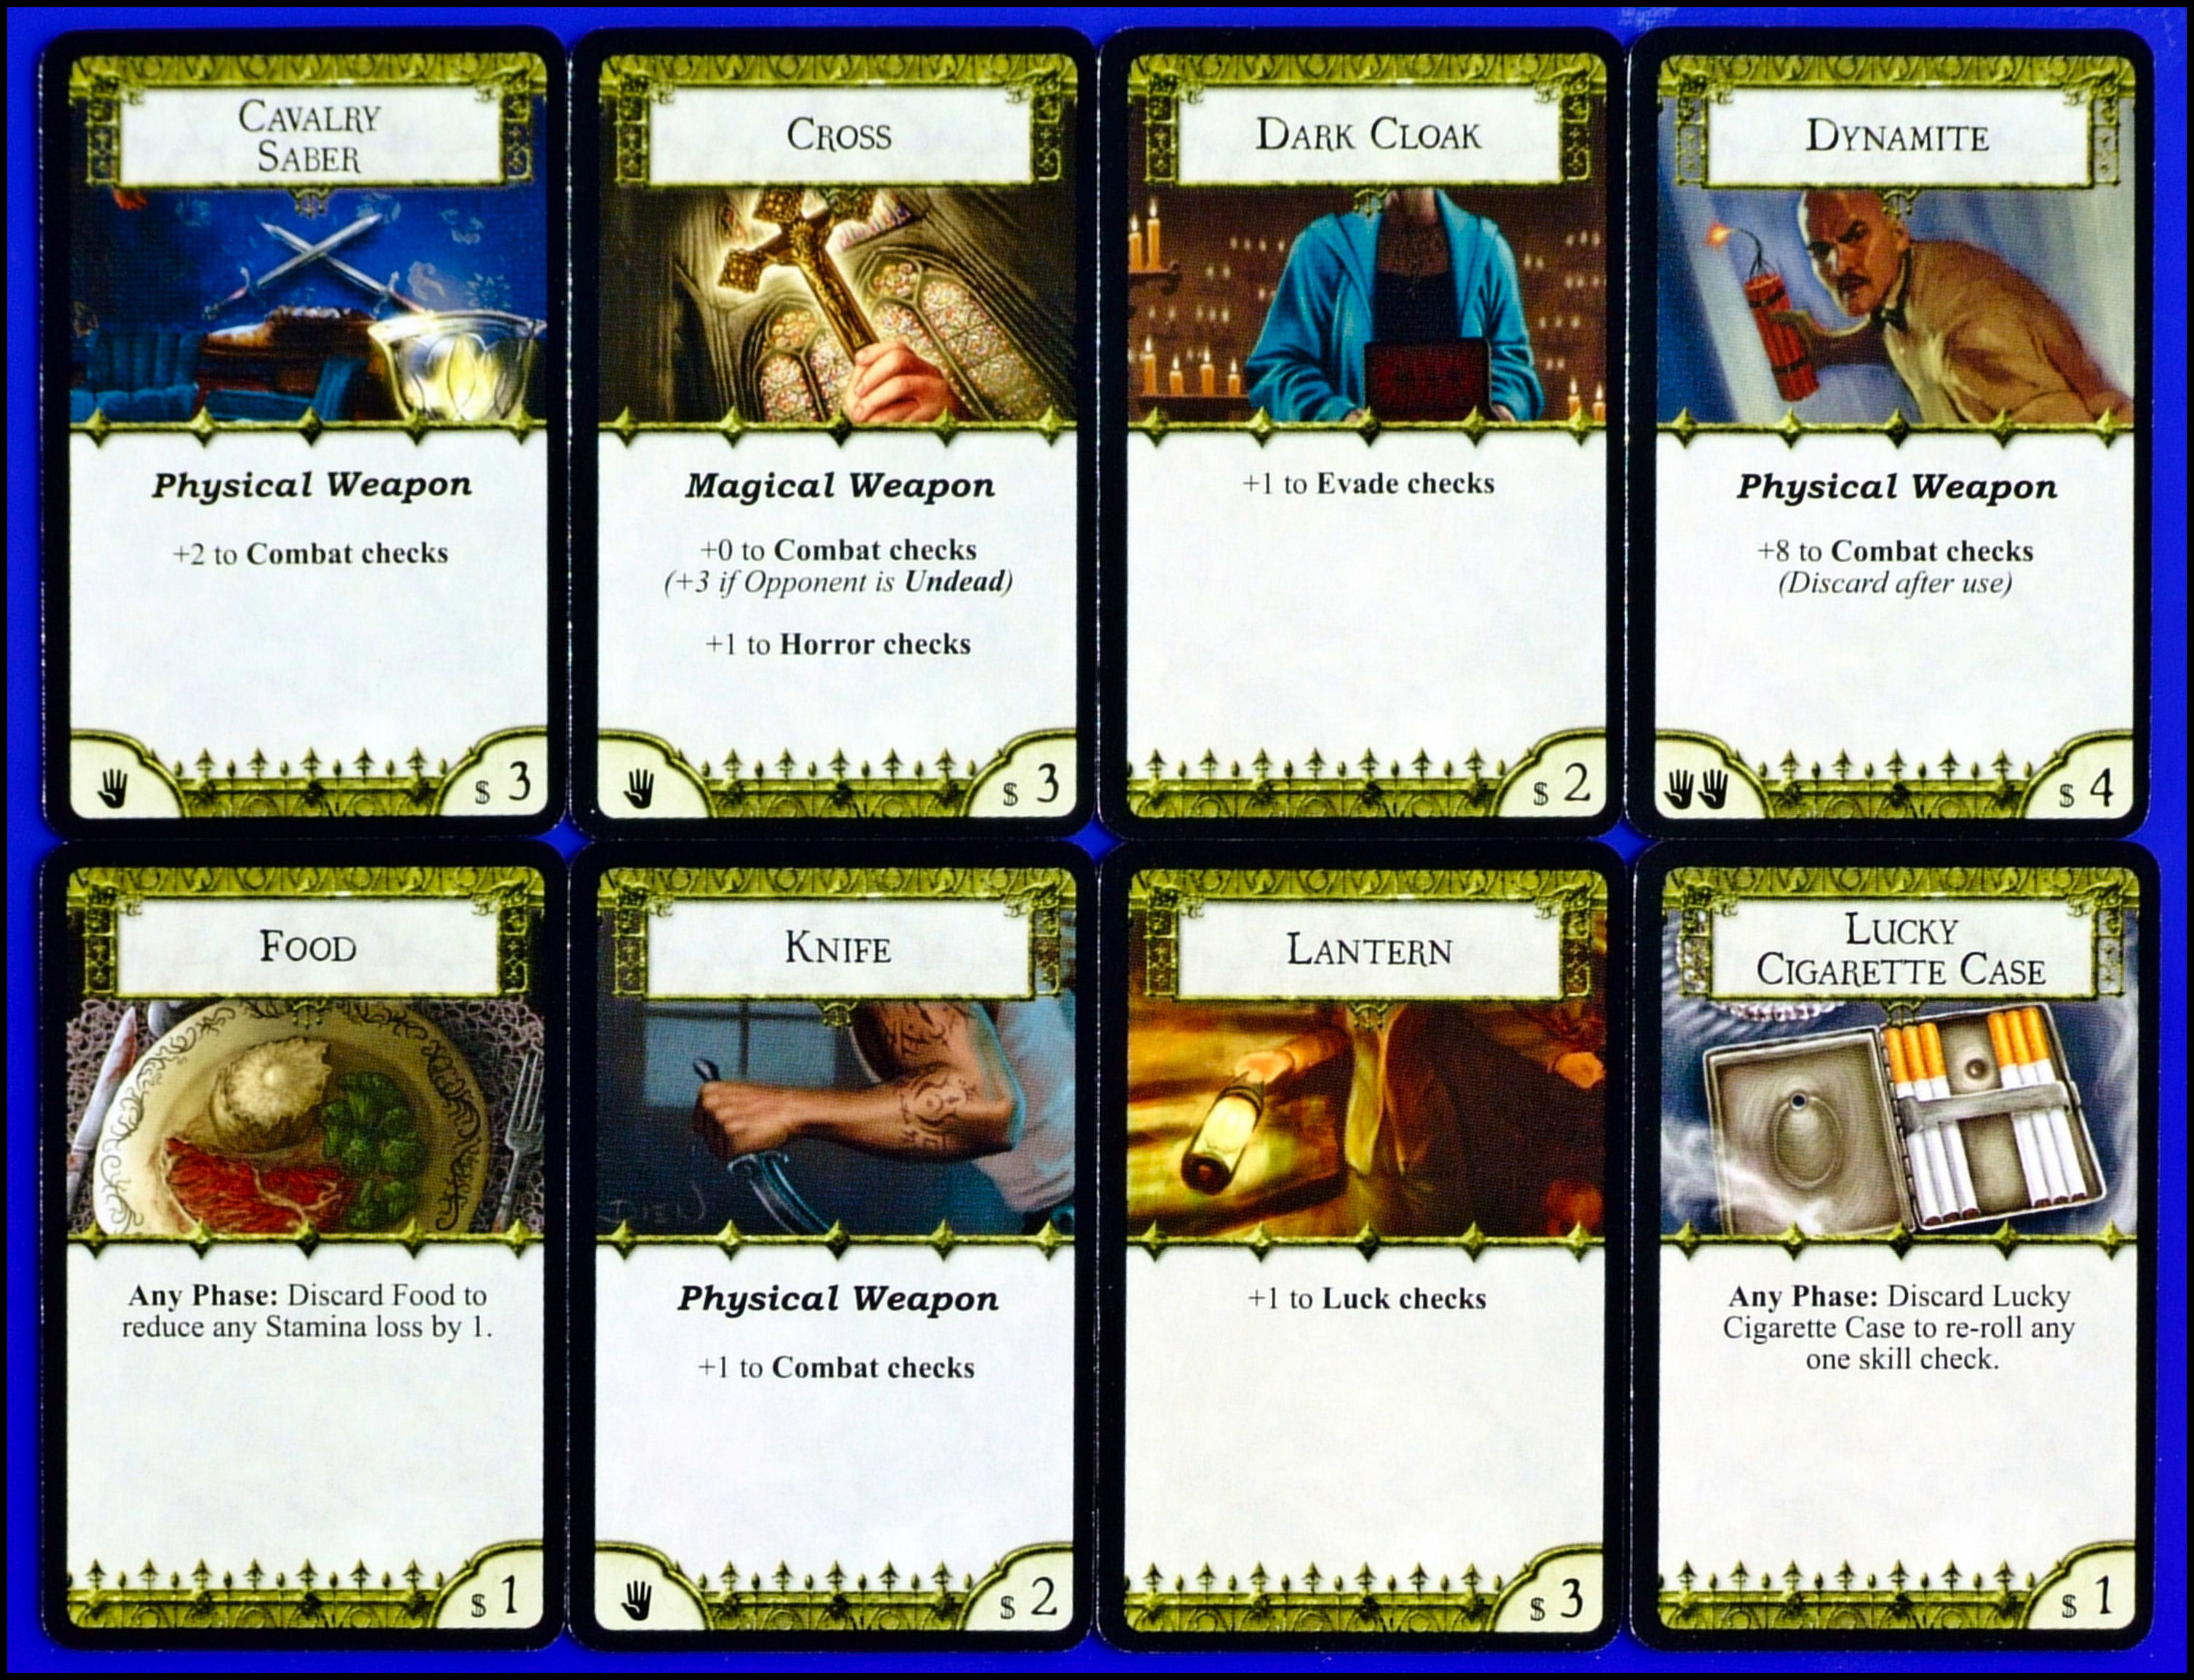 CAVALRY
SABER
Physical Weapon
+2 to Combat checks
$ 3
CROSS
Magical Weapon
+0 to Combat checks
(+3 if Opponent is Undead)
+1 to Horror checks
$ 3
DARK CLOAK
+1 to Evade checks
$ 2
DYNAMITE
Physical Weapon
+8 to Combat checks
(Discard after use)
$ 4
FOOD
Any Phase: Discard Food to
reduce any Stamina loss by 1.
$ 1
KNIFE
Physical Weapon
+1 to Combat checks
$ 2
LANTERN
+1 to Luck checks
$ 3
LUCKY
CIGARETTE CASE
Any Phase: Discard Lucky
Cigarette Case to re-roll any
one skill check.
$ 1